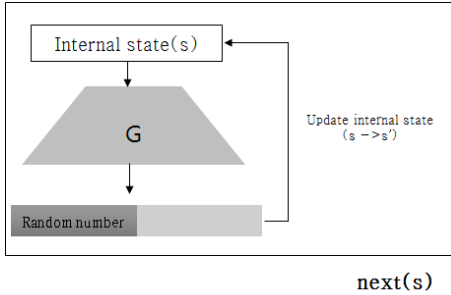 Internal state(s)
G
Update internal state
(s ->s')
Random number
next(s)